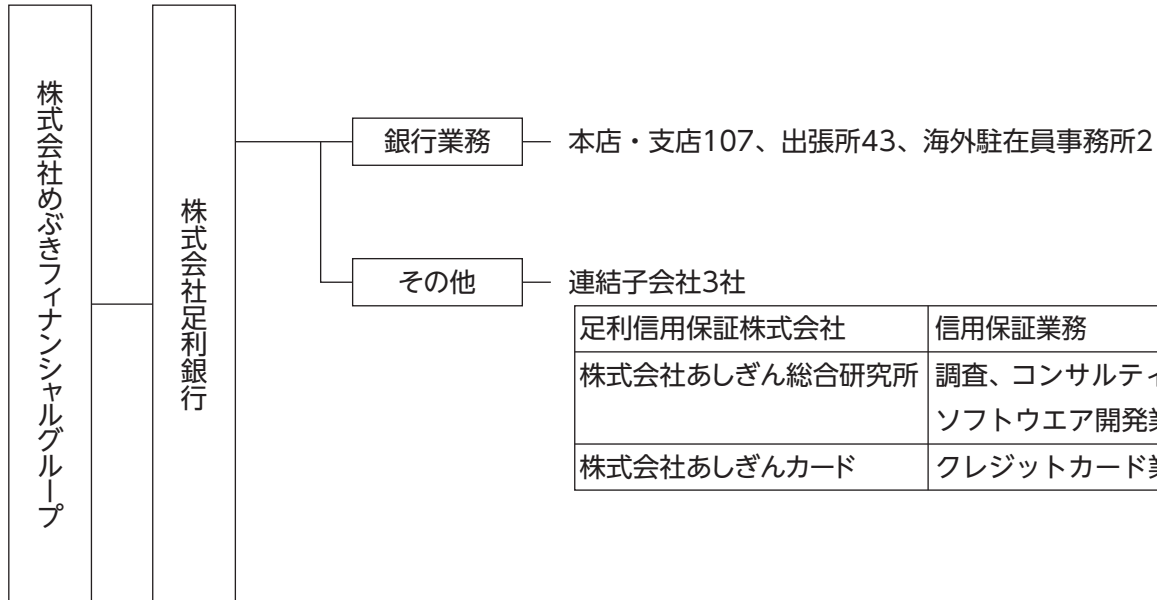 株式会社めぶきフィナンシャルグループ
株式会社足利銀行
銀行業務
本店・支店107、出張所43、海外駐在員事務所2
その他
連結子会社3社
足利信用保証株式会社
信用保証業務
株式会社あしぎん総合研究所
調査、コンサルティ
ソフトウエア開発
株式会社あしぎんカード
クレジットカード